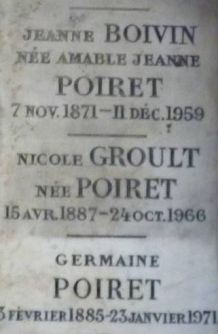 JEANNE BOIVIN
NÉE AMABLE JEANNE
POIRET
7 NOV. 1871–11 DÉC. 1959
NICOLE GROULT
NÉE POIRET
15 AVR. 1887–24 OCT. 1966
GERMAINE
POIRET
FÉVRIER 1885–23 JANVIER 1971